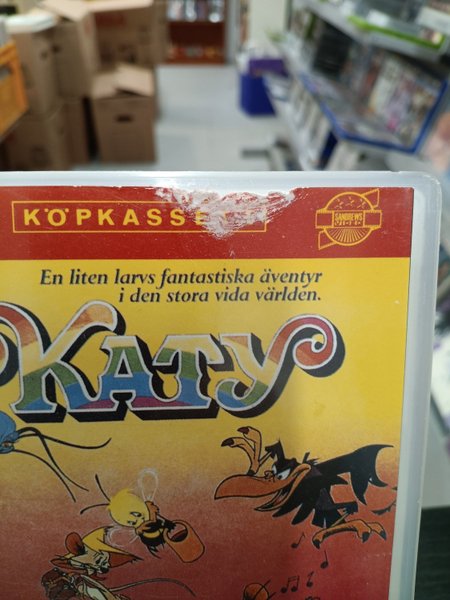 KÖPKASSE
SANDREWS
En liten larvs fantastiska äventyr
i den stora vida världen.
KATY